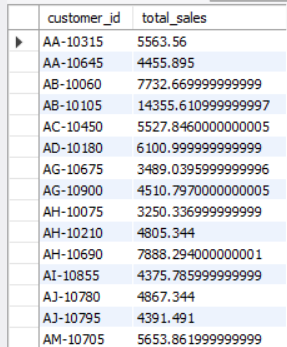 customer_id total_sales
AA-10315 5563.56
AA-10645 4455.895
AB-10060 7732.669999999999
AB-10105 14355.610999999997
AC-10450 5527.8460000000005
AD-10180 6100.999999999999
AG-10675 3489.0395999999996
AG-10900 4510.7970000000005
AH-10075 3250.336999999999
AH-10210 4805.344
AH-10690 7888.294000000001
AI-10855 4375.785999999999
AJ-10780 4867.344
AJ-10795 4391.491
AM-10705 5653.861999999999